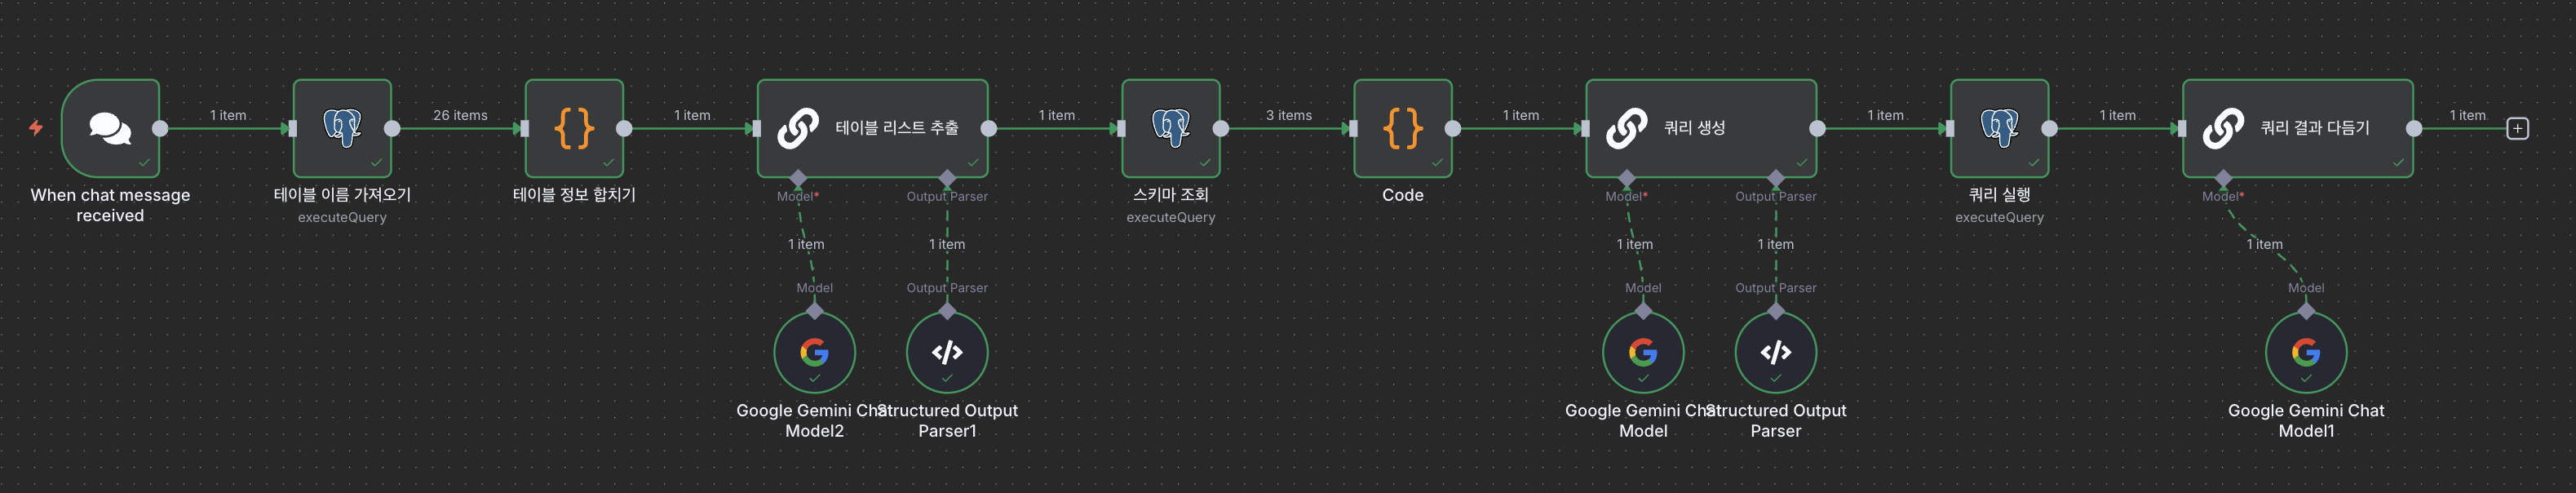 1 item
26 items
1 item
1 item
3 items
1 item
1 item
1 item
1 item
테이블 리스트 추출
쿼리 생성
쿼리 결과 다듬기
When chat message
received
테이블 이름 가져오기
executeQuery
테이블 정보 합치기
Model*
Output Parser
스키마 조회
executeQuery
Code
Model*
Output Parser
쿼리 실행
executeQuery
Model*
1 item
1 item
1 item
1 item
1 item
Model
Output Parser
Model
Output Parser
Model
Google Gemini Chat
Model2
Structured Output
Parser1
Google Gemini Chat
Model
Structured Output
Parser
Google Gemini Chat
Model1